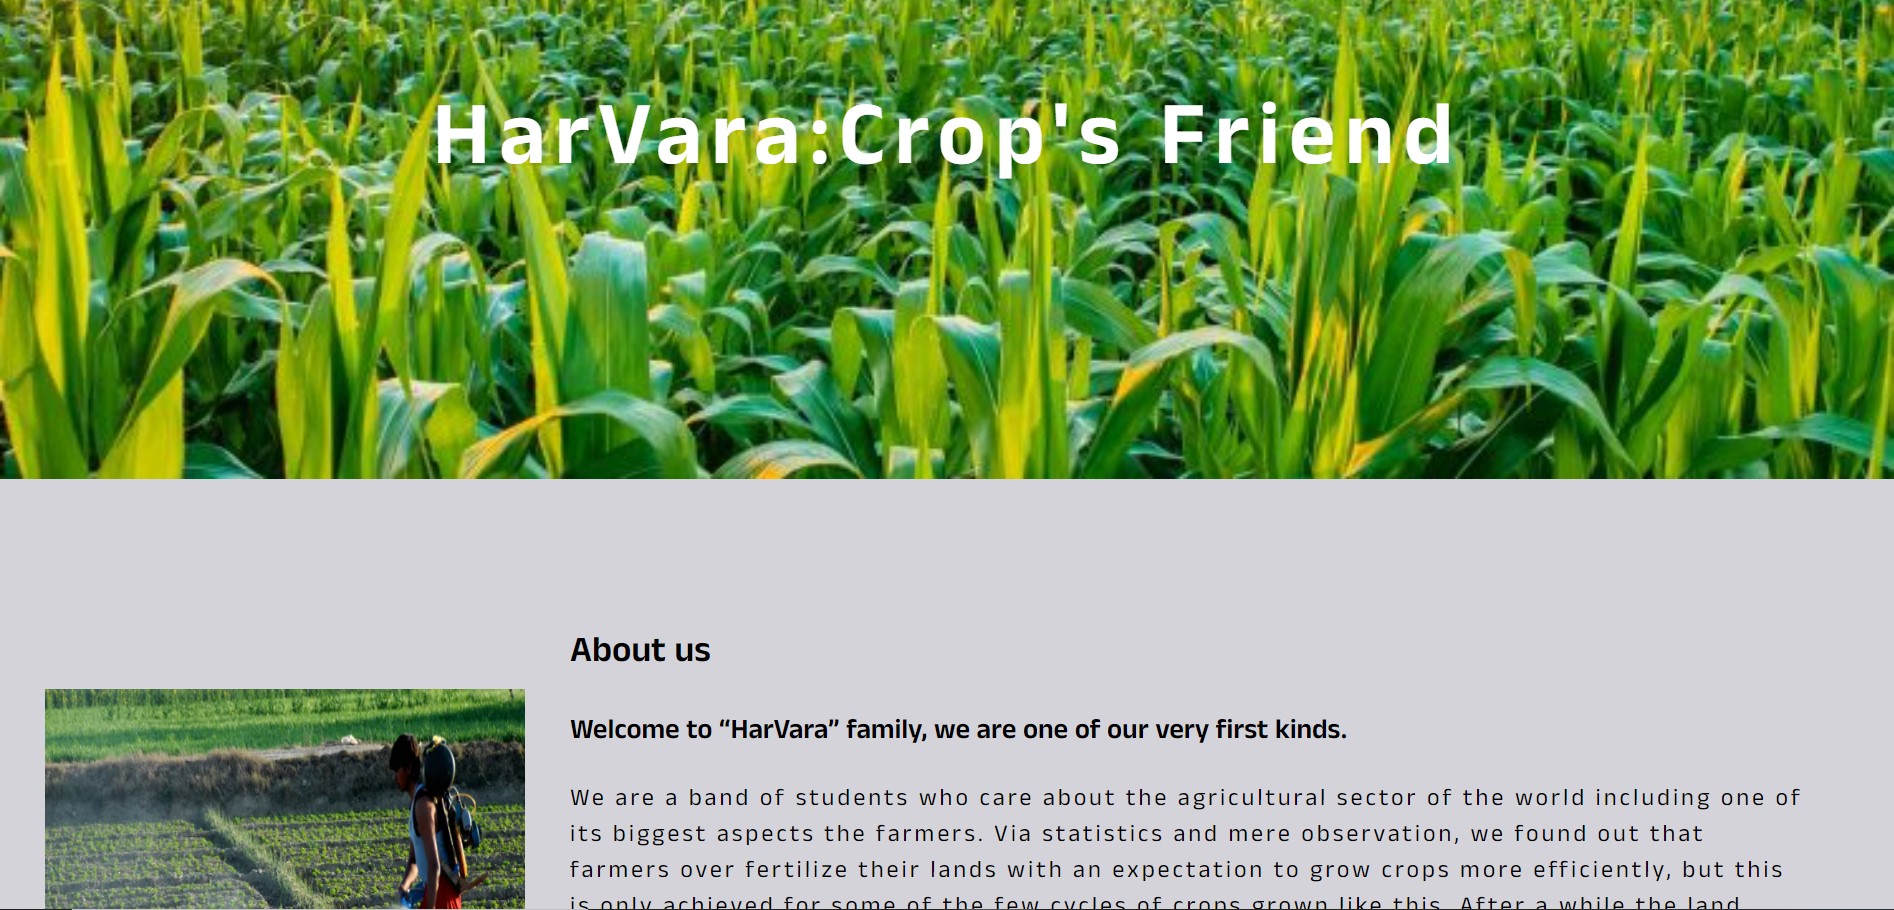 HarVara:Crop's Friend
About us
Welcome to “HarVara” family, we are one of our very first kinds.
We are a band of students who care about the agricultural sector of the world including one of
its biggest aspects the farmers. Via statistics and mere observation, we found out that
farmers over fertilize their lands with an expectation to grow crops more efficiently, but this
is only achieved for some of the few cycles of crops grown like this. After a while the land